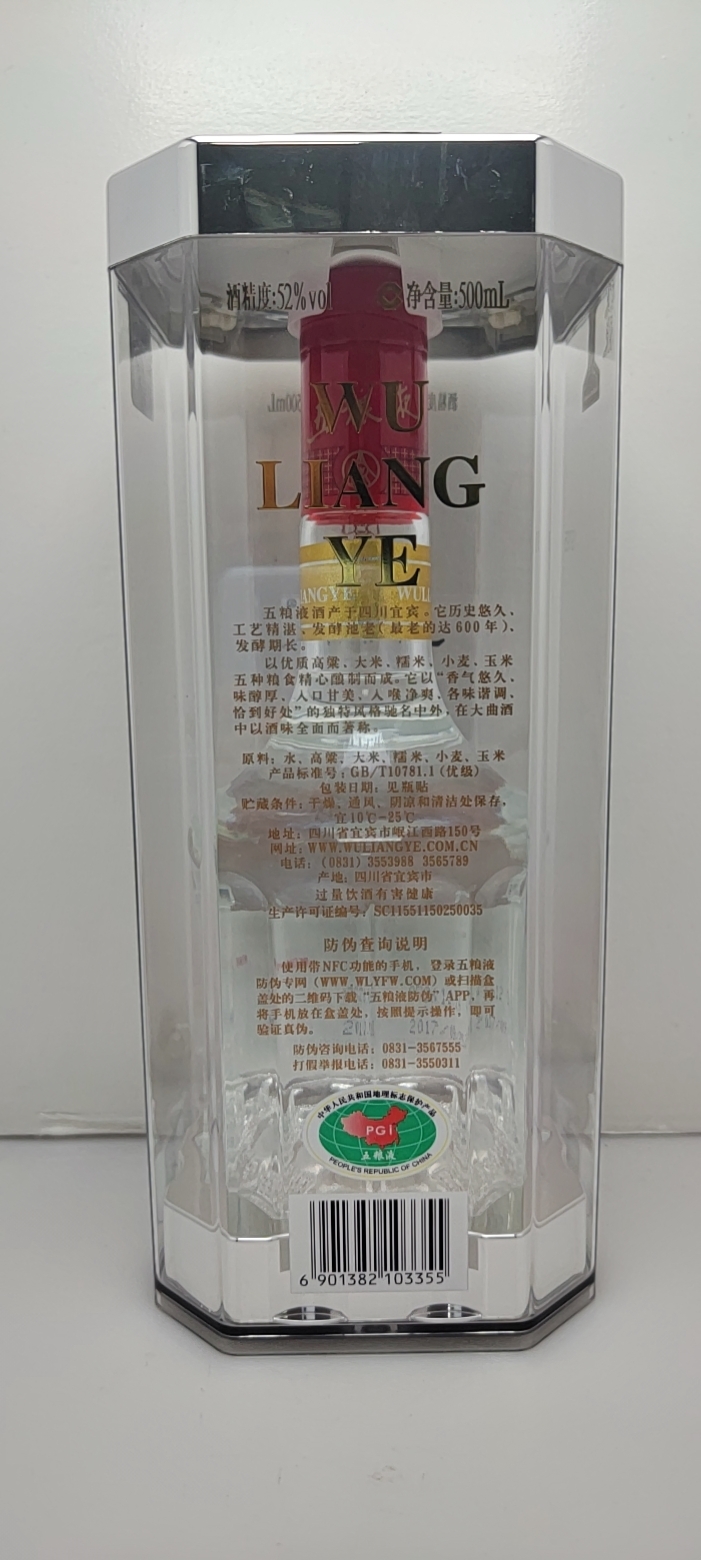 酒精度:52%vol 净含量:500mL
WU
LIANG
YE
五粮液酒产于四川宜宾。它历史悠久、
工艺精湛、发酵池老(最老的达600年)、
发酵期长。
以优质高粱、大米、糯米、小麦、玉米
五种粮食精心酿制而成。它以“香气悠久、
味醇厚、入口甘美、入喉净爽、各味谐调、
恰到好处”的独特风格驰名中外,在大曲酒
中以酒味全面而著称。
原料:水、高粱、大米、糯米、小麦、玉米
产品标准号:GB/T10781.1(优级)
包装日期:见瓶贴
贮藏条件:干燥、通风、阴凉和清洁处保存,
宜10℃-25℃
地址:四川省宜宾市岷江西路150号
网址:WWW.WULIANGYE.COM.CN
电话:(0831) 3553988 3565789
产地:四川省宜宾市
过量饮酒有害健康
生产许可证编号:SC11551150250035
防伪查询说明
使用带NFC功能的手机,登录五粮液
防伪专网(WWW.WLYFW.COM)或扫描盒
盖处的二维码下载“五粮液防伪”APP,再
将手机放在盒盖处,按照提示操作,即可
验证真伪。
防伪咨询电话:0831-3567555
打假举报电话:0831-3550311
中华人民共和国地理标志保护产品
PGI
五粮液
PEOPLE'S REPUBLIC OF CHINA
6 901382 103355